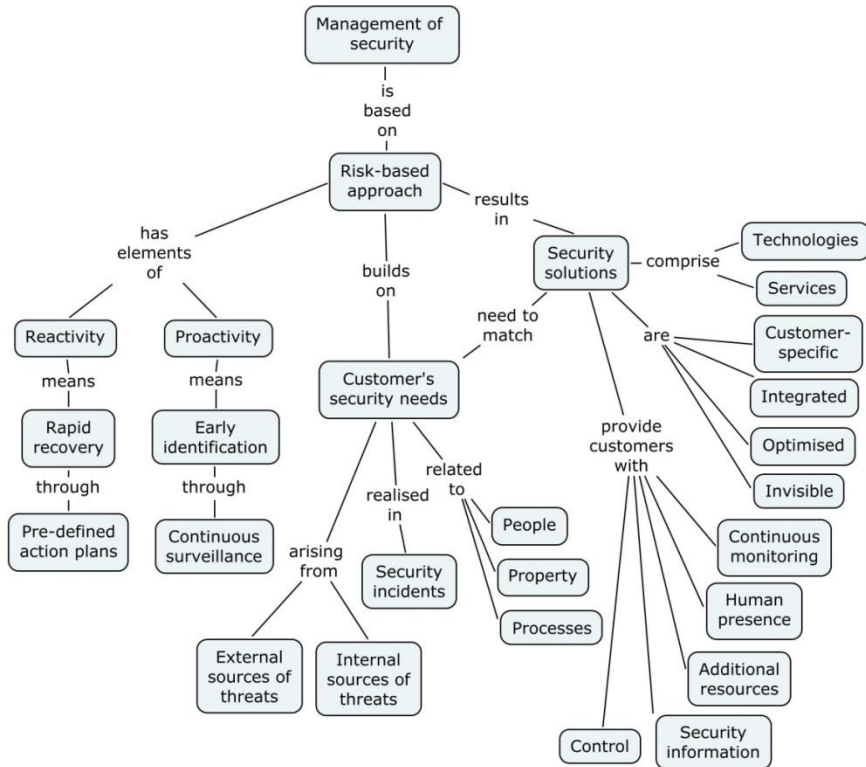 Management of
security
is
based
on
Risk-based
approach
results
in
has
elements
of
builds
on
Security
solutions
comprise
Technologies
Services
need to
match
are
Customer-
specific
Integrated
Optimised
Invisible
Reactivity
Proactivity
means
means
Customer's
security needs
Rapid
recovery
Early
identification
provide
customers
with
through
through
realised
in
related
to
Pre-defined
action plans
Continuous
surveillance
arising
from
Security
incidents
People
Property
Processes
Continuous
monitoring
Human
presence
External
sources of
threats
Internal
sources of
threats
Additional
resources
Control
Security
information